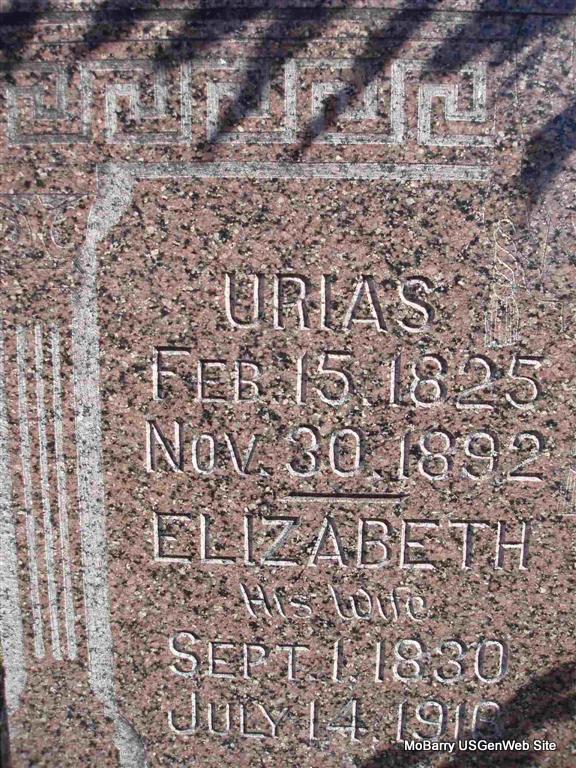 URIAS
FEB. 15, 1825
NOV. 30, 1892
ELIZABETH
His Wife
SEPT. 1, 1830
JULY 14,
MoBarry USGenWeb Site